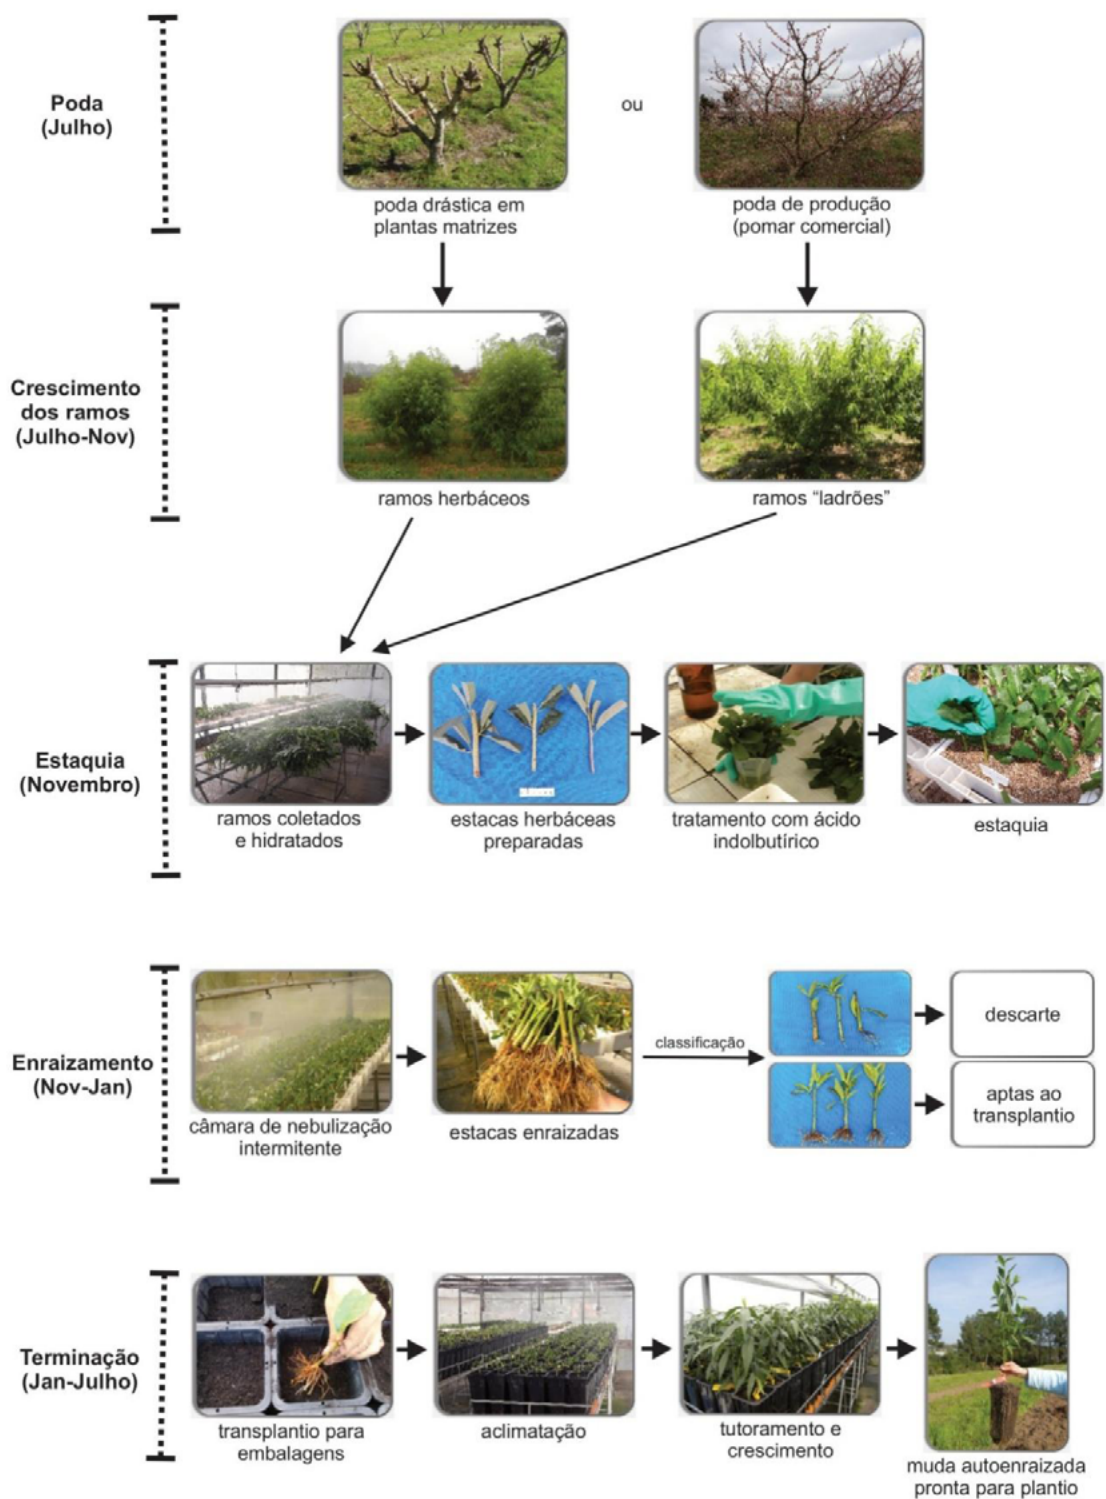 Poda
(Julho)
ou
poda drástica em
plantas matrizes
poda de produção
(pomar comercial)
Crescimento
dos ramos
(Julho-Nov)
ramos herbáceos
ramos “ladrões”
Estaquia
(Novembro)
ramos coletados
e hidratados
estacas herbáceas
preparadas
tratamento com ácido
indolbutírico
estaquia
Enraizamento
(Nov-Jan)
câmara de nebulização
intermitente
estacas enraizadas
classificação
descarte
aptas ao
transplantio
Terminação
(Jan-Julho)
transplantio para
embalagens
aclimatação
tutoramento e
crescimento
muda autoenraizada
pronta para plantio